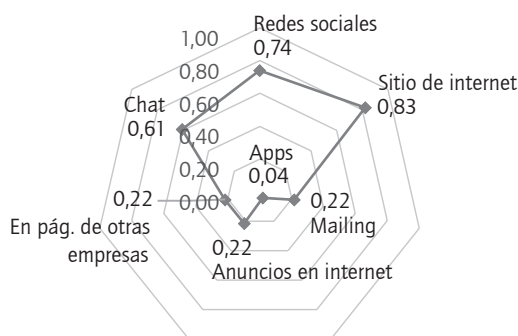 Redes sociales
0,74
1,00
0,80
0,60
0,40
0,20
0,00
Sitio de internet
0,83
Chat
0,61
Apps
0,04
0,22
Mailing
0,22
En pág. de otras
empresas
0,22
Anuncios en internet